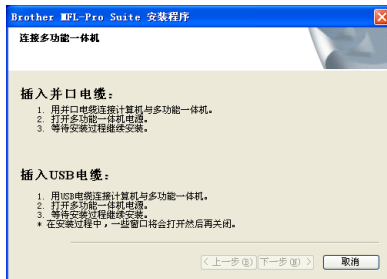 Brother MFL-Pro Suite 安装程序
连接多功能一体机
插入并口电缆：
1. 用并口电缆连接计算机与多功能一体机。
2. 打开多功能一体机电源。
3. 等待安装过程继续安装。
插入USB电缆：
1. 用USB电缆连接计算机与多功能一体机。
2. 打开多功能一体机电源。
3. 等待安装过程继续安装。
* 在安装过程中，一些窗口将会打开然后再关闭。
< 上一步(B) 下一步(N) > 取消